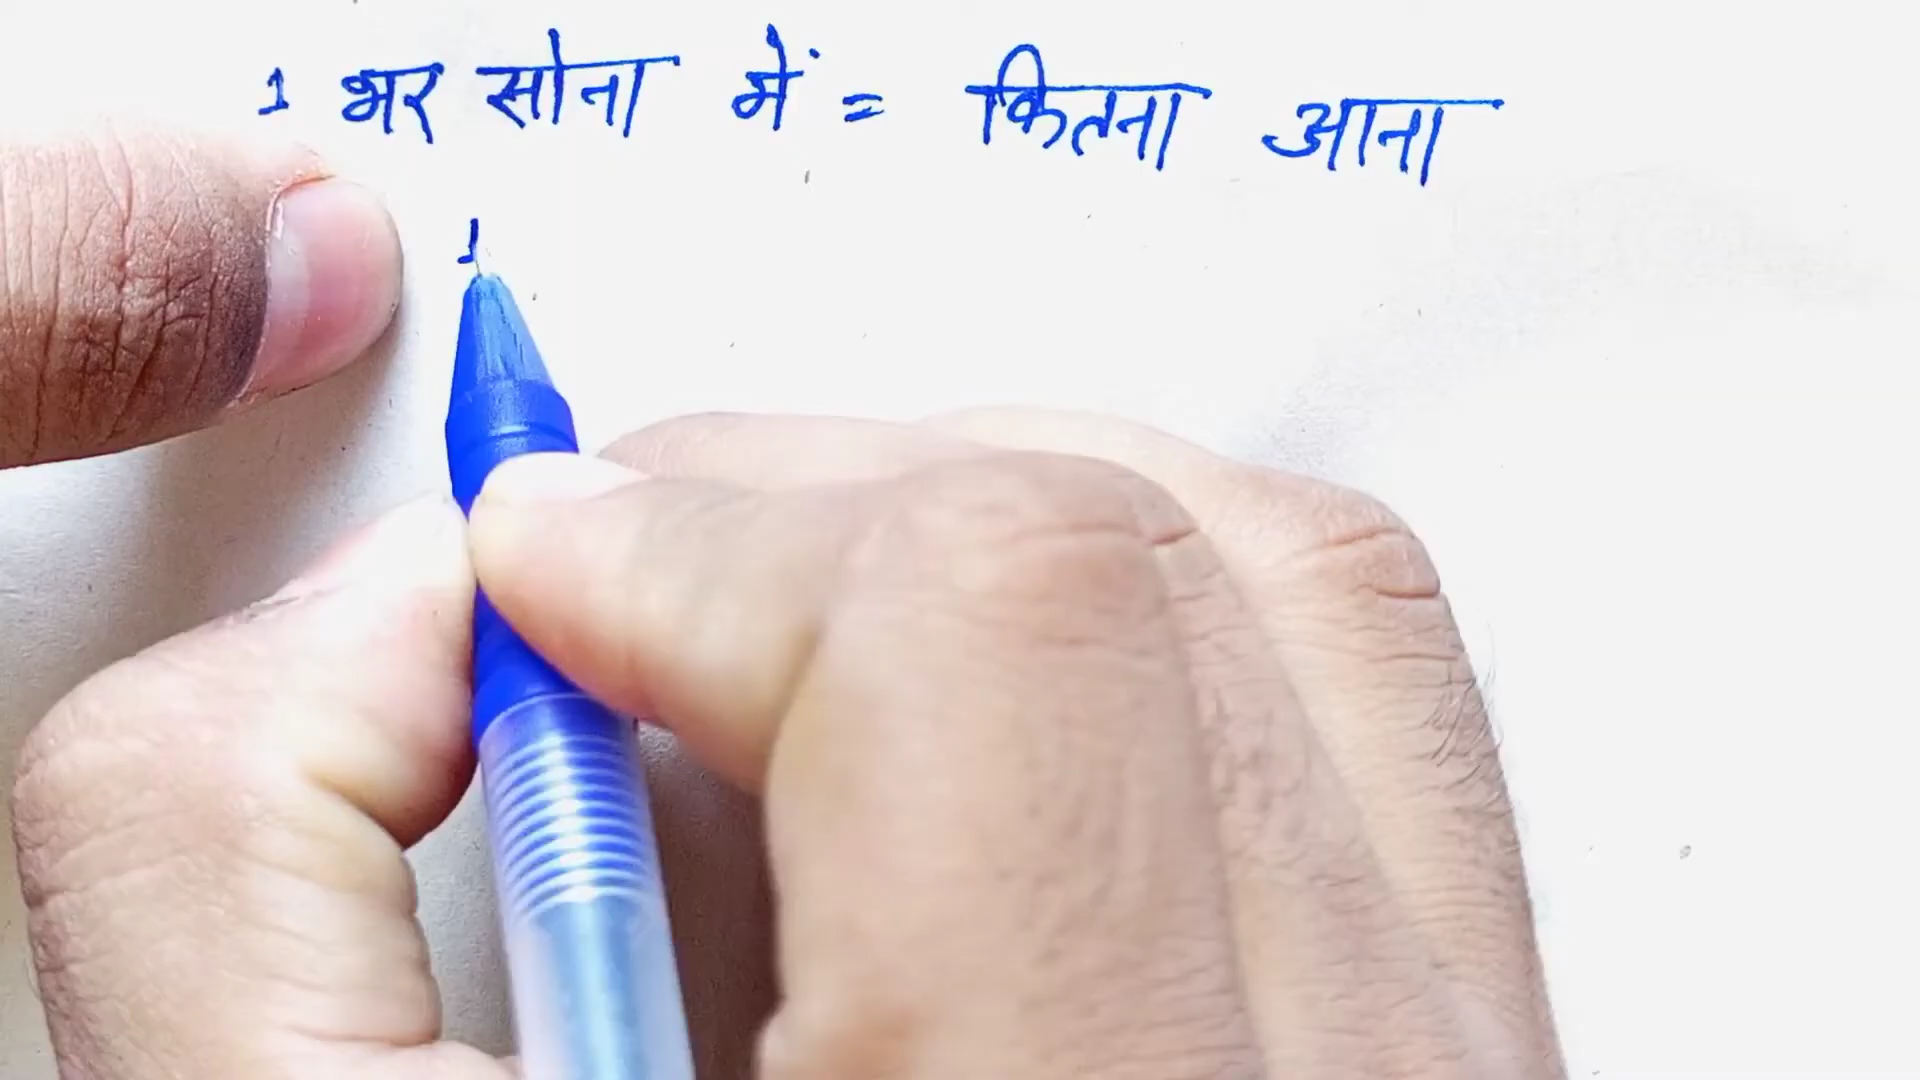 1 भर सोना में = कितना आना
1